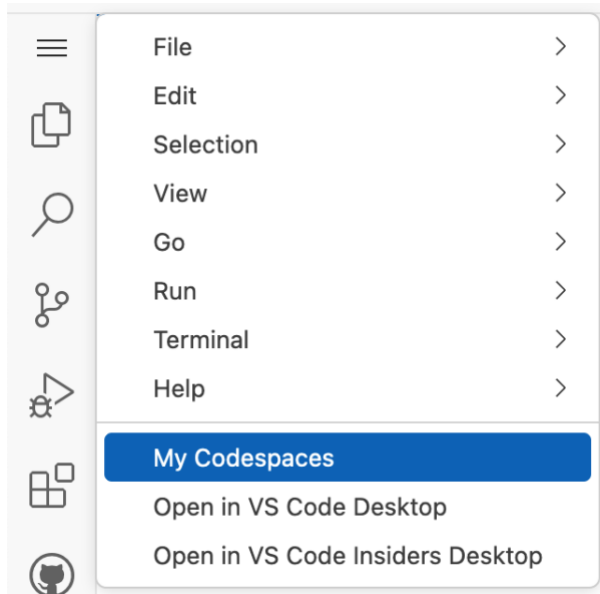 File
Edit
Selection
View
Go
Run
Terminal
Help
My Codespaces
Open in VS Code Desktop
Open in VS Code Insiders Desktop